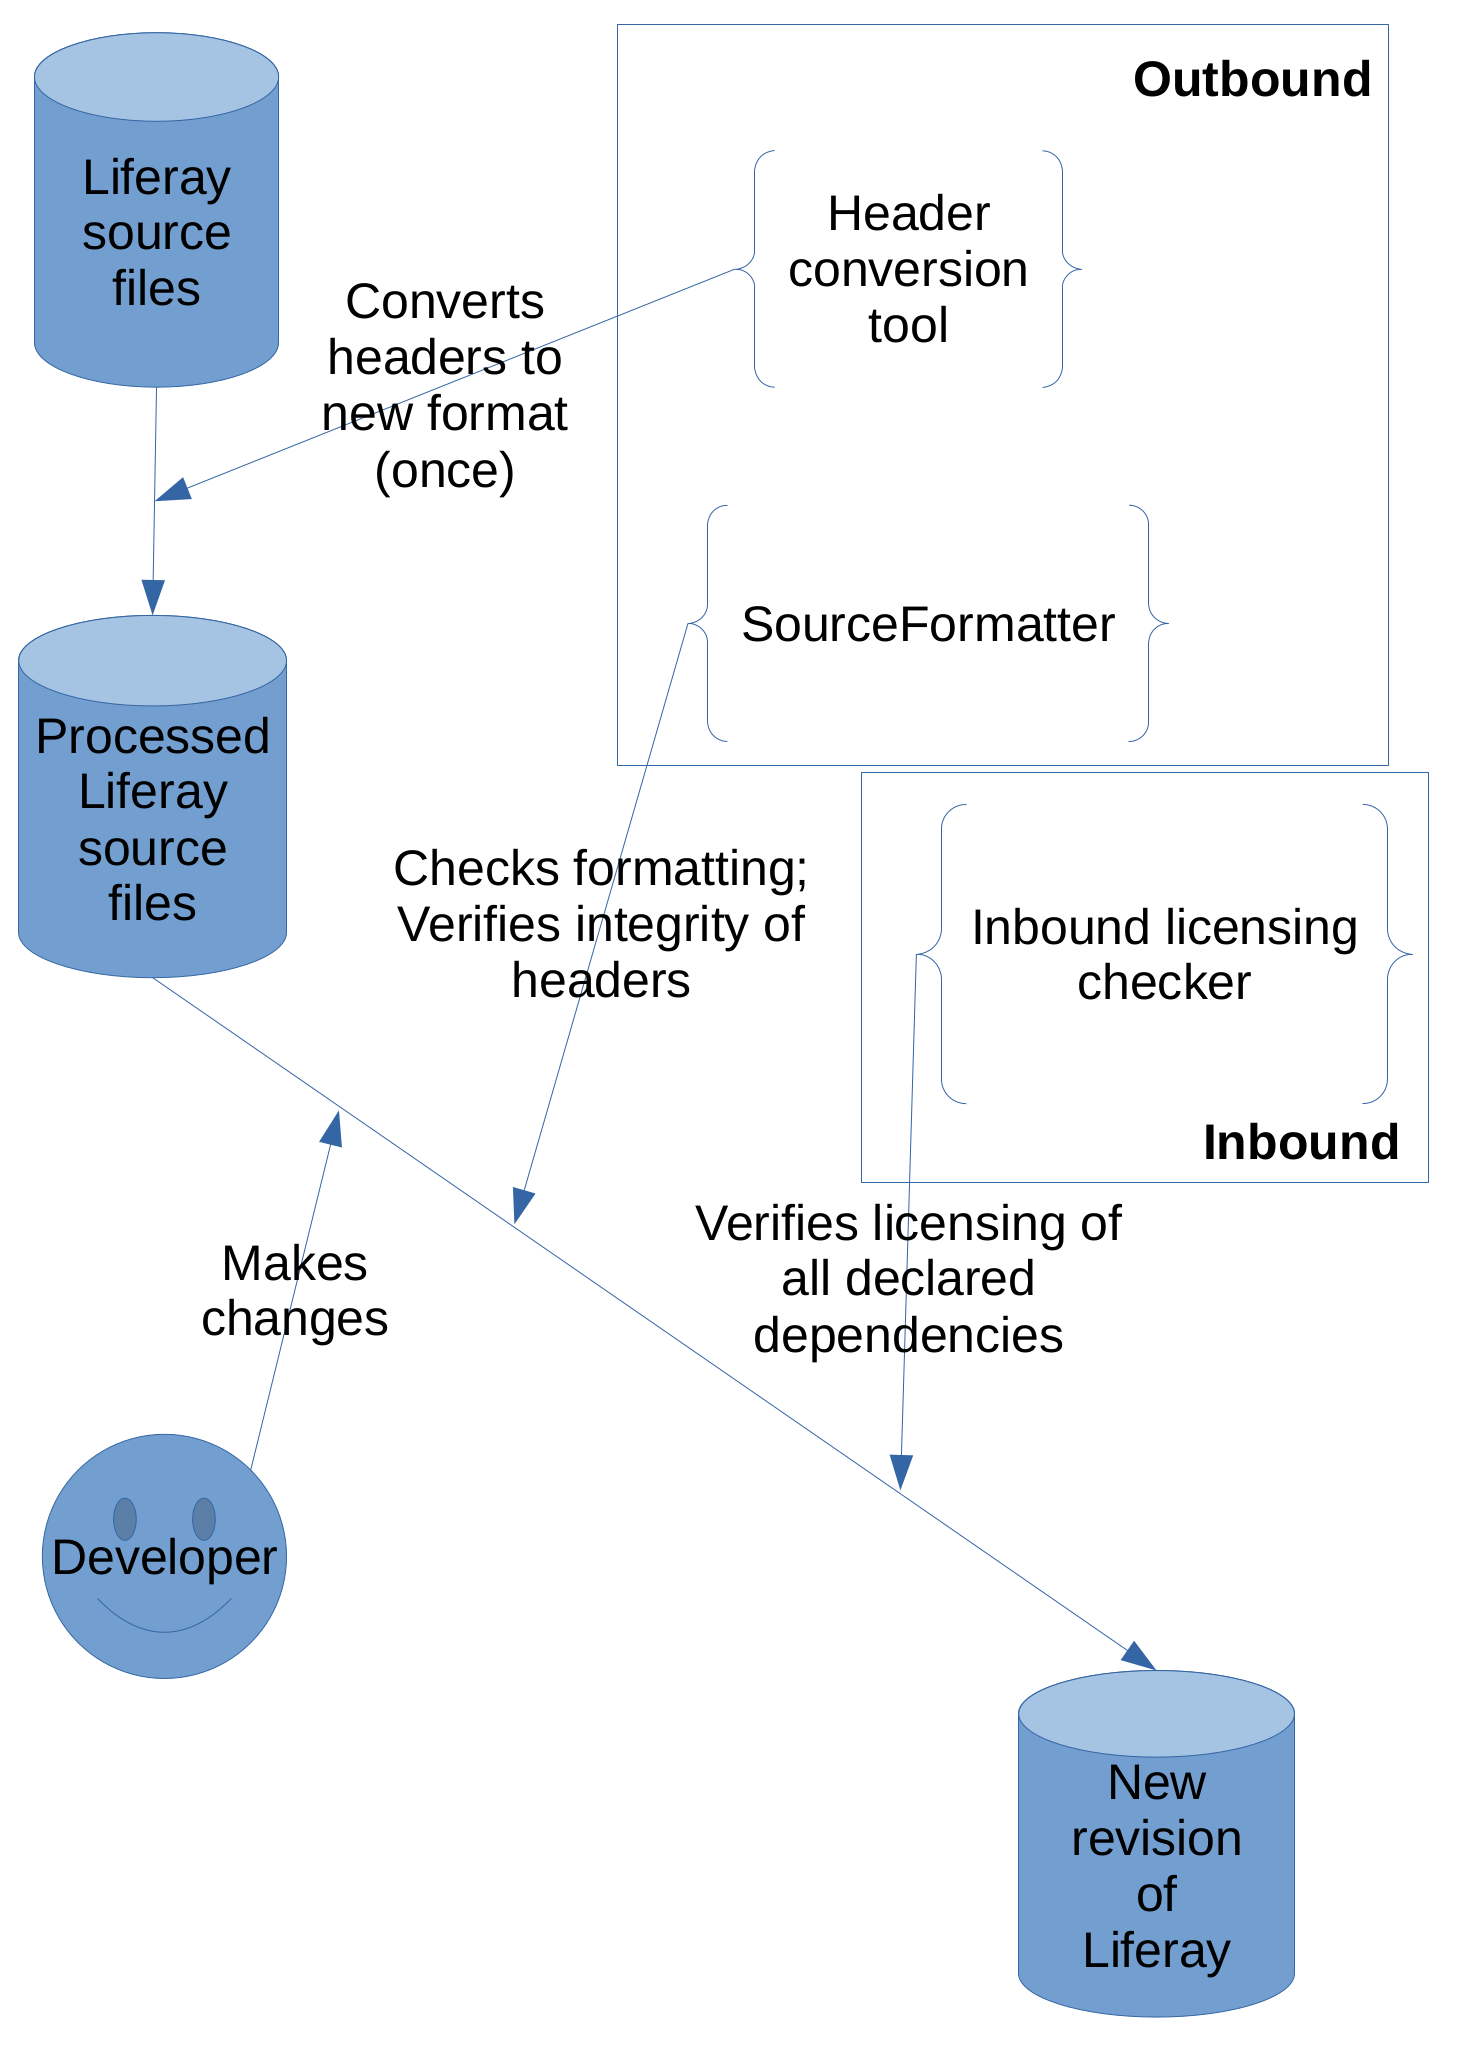 Outbound
Liferay
source
files
Header
conversion
tool
Converts
headers to
new format
(once)
SourceFormatter
Processed
Liferay
source
files
Checks formatting;
Verifies integrity of
headers
Inbound licensing
checker
Inbound
Verifies licensing of
all declared
dependencies
Makes
changes
Developer
New
revision
of
Liferay